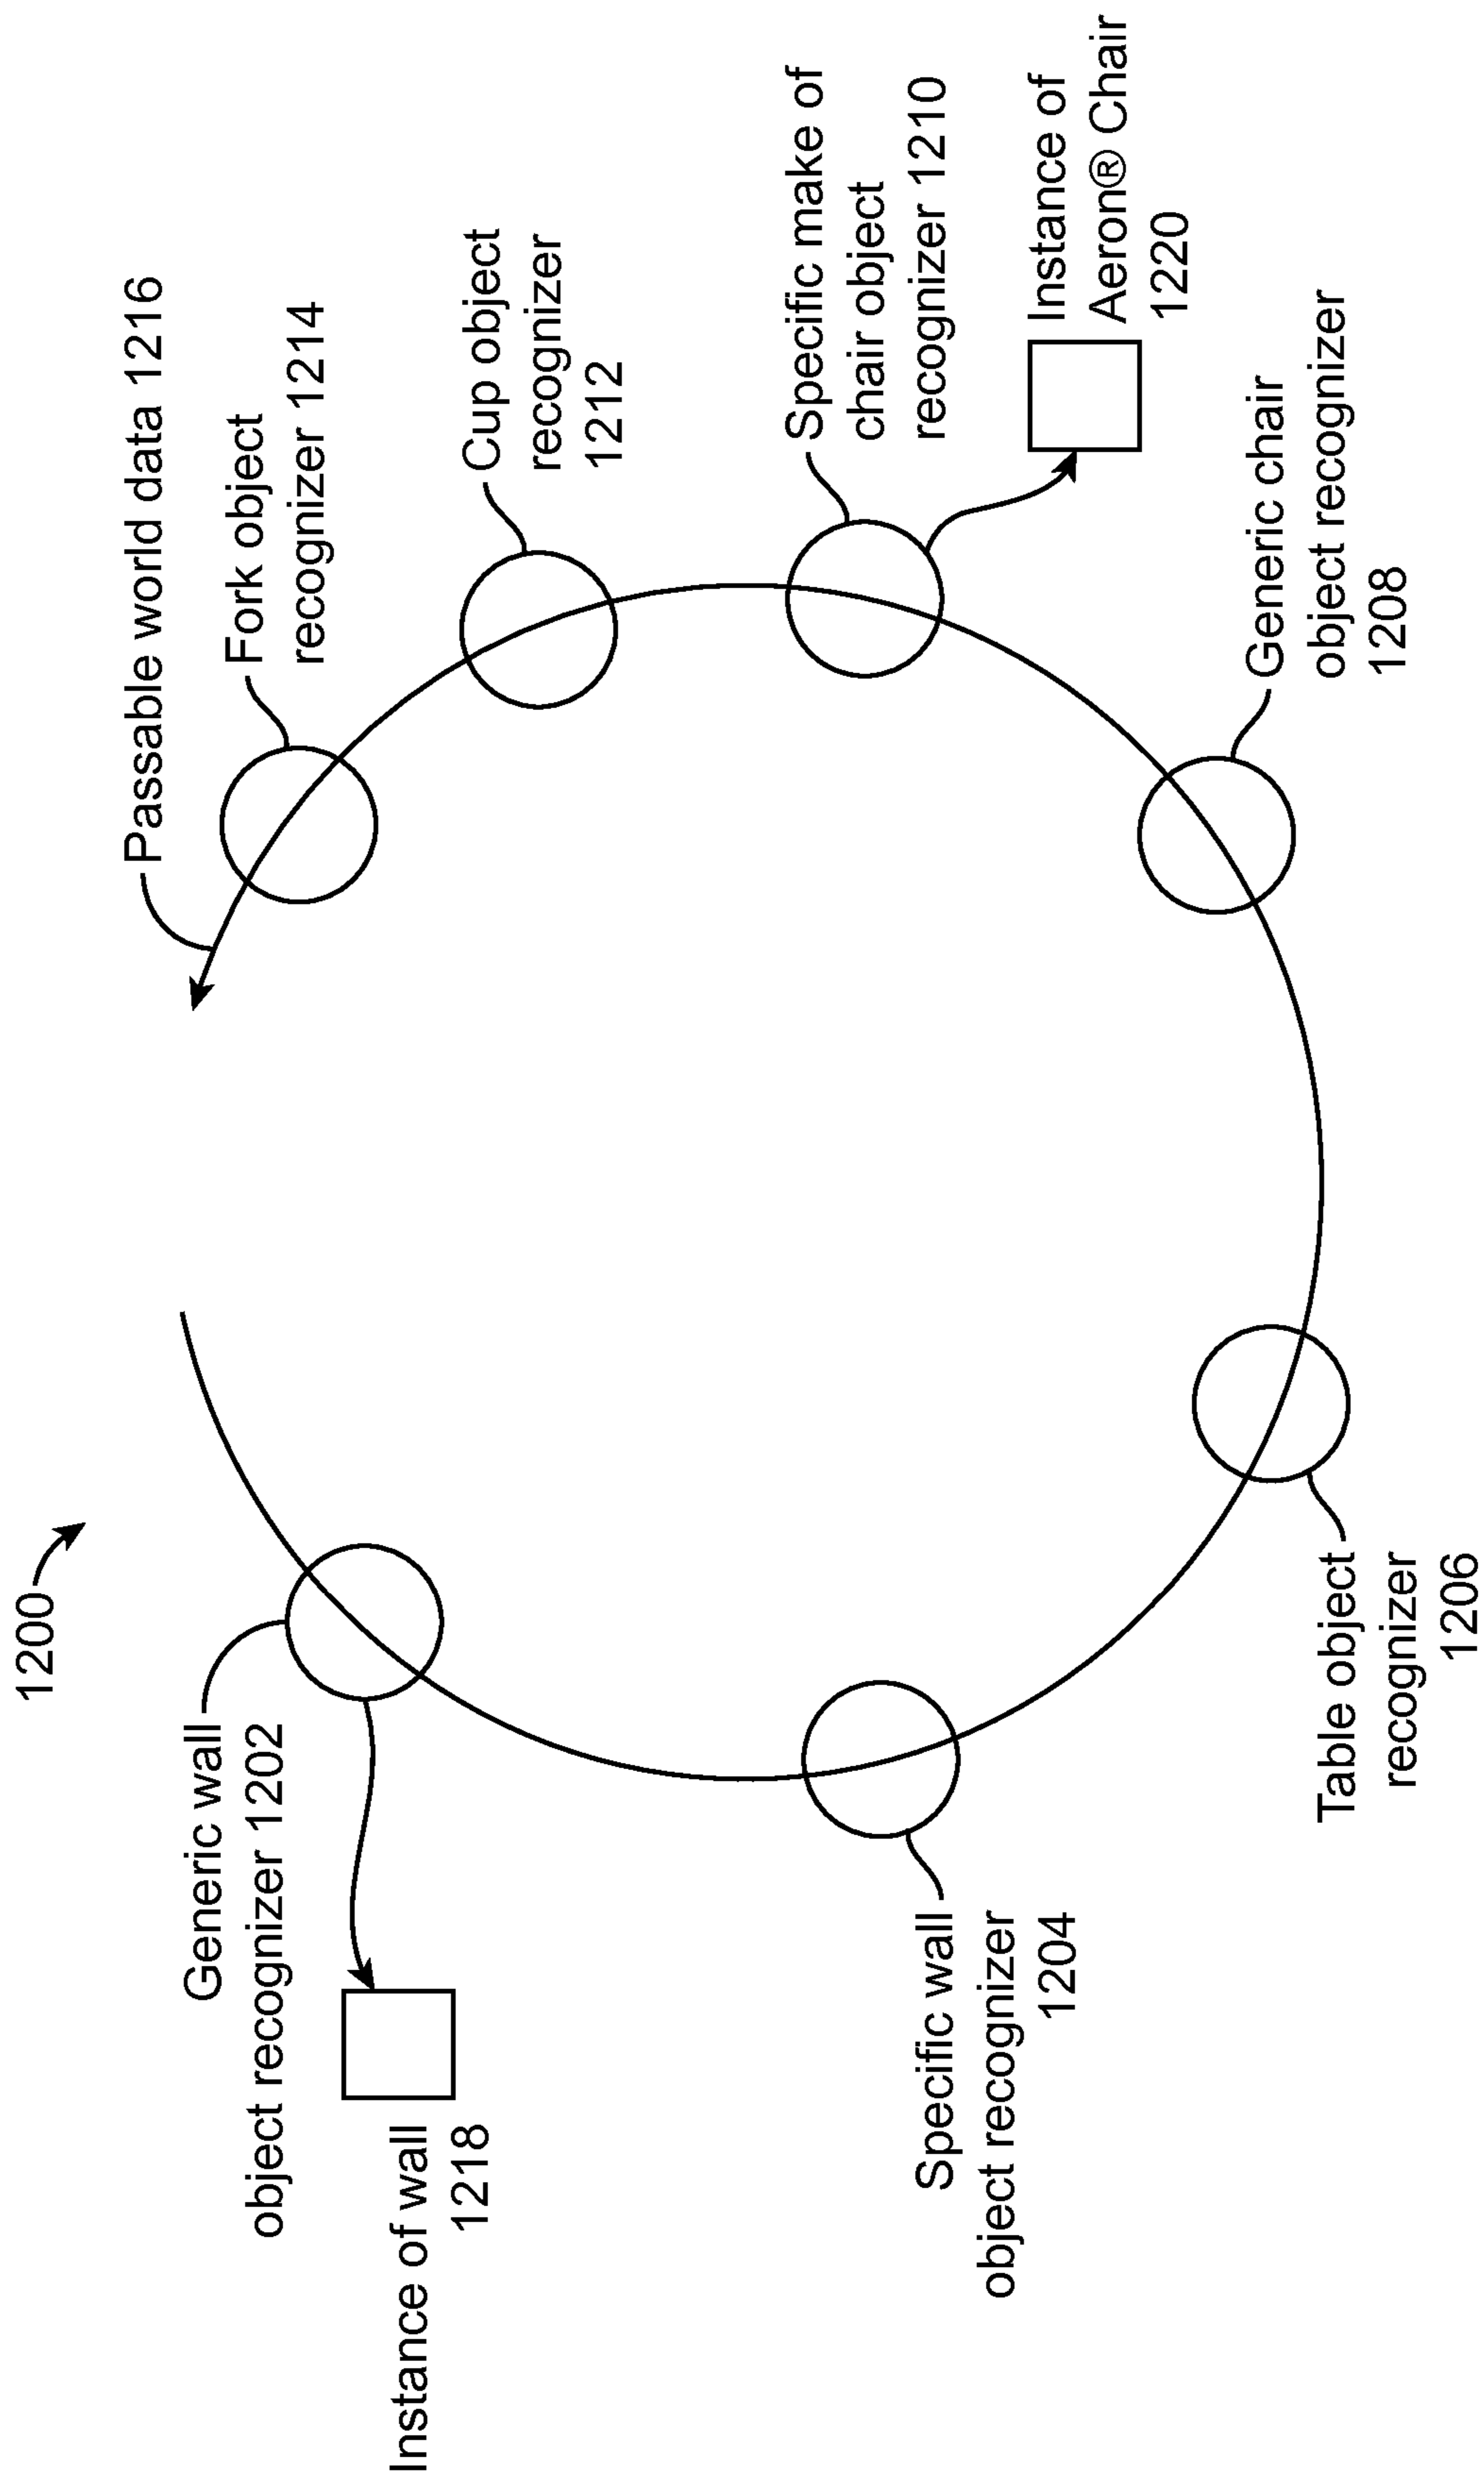 1200
Passable world data 1216
Generic wall
object recognizer 1202
Fork object
recognizer 1214
Instance of wall
1218
Cup object
recognizer
1212
Specific wall
object recognizer
1204
Specific make of
chair object
recognizer 1210
Instance of
Aeron® Chair
1220
Table object
recognizer
1206
Generic chair
object recognizer
1208